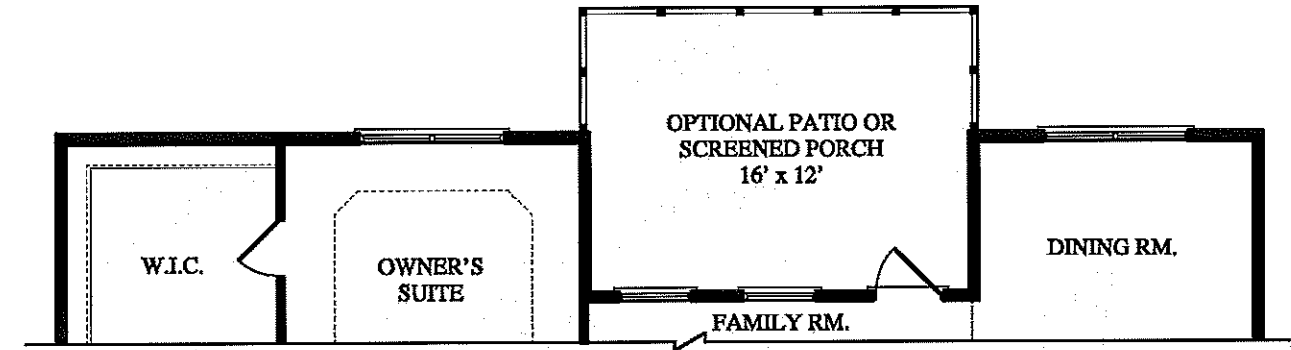 OPTIONAL PATIO OR
SCREENED PORCH
16' x 12'
W.I.C.
OWNER'S
SUITE
DINING RM.
FAMILY RM.